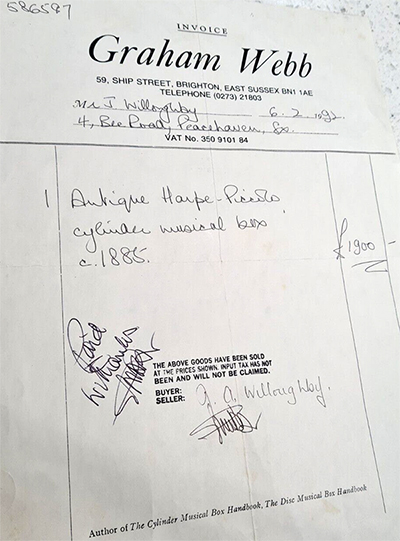 586597
INVOICE
Graham Webb
59, SHIP STREET, BRIGHTON, EAST SUSSEX BN1 1AE
TELEPHONE (0273) 21803
Mr J. Willoughby 6.2.1992.
4, Bee Road, Peacehaven, Sx.
VAT No. 350 9101 84
1 Antique Harpe-Piccolo
cylinder musical box
c.1885. £1900 -
Paid
with thanks
THE ABOVE GOODS HAVE BEEN SOLD
AT THE PRICES SHOWN. INPUT TAX HAS NOT
BEEN AND WILL NOT BE CLAIMED.
BUYER: J. A. Willoughby.
SELLER:
Author of The Cylinder Musical Box Handbook, The Disc Musical Box Handbook